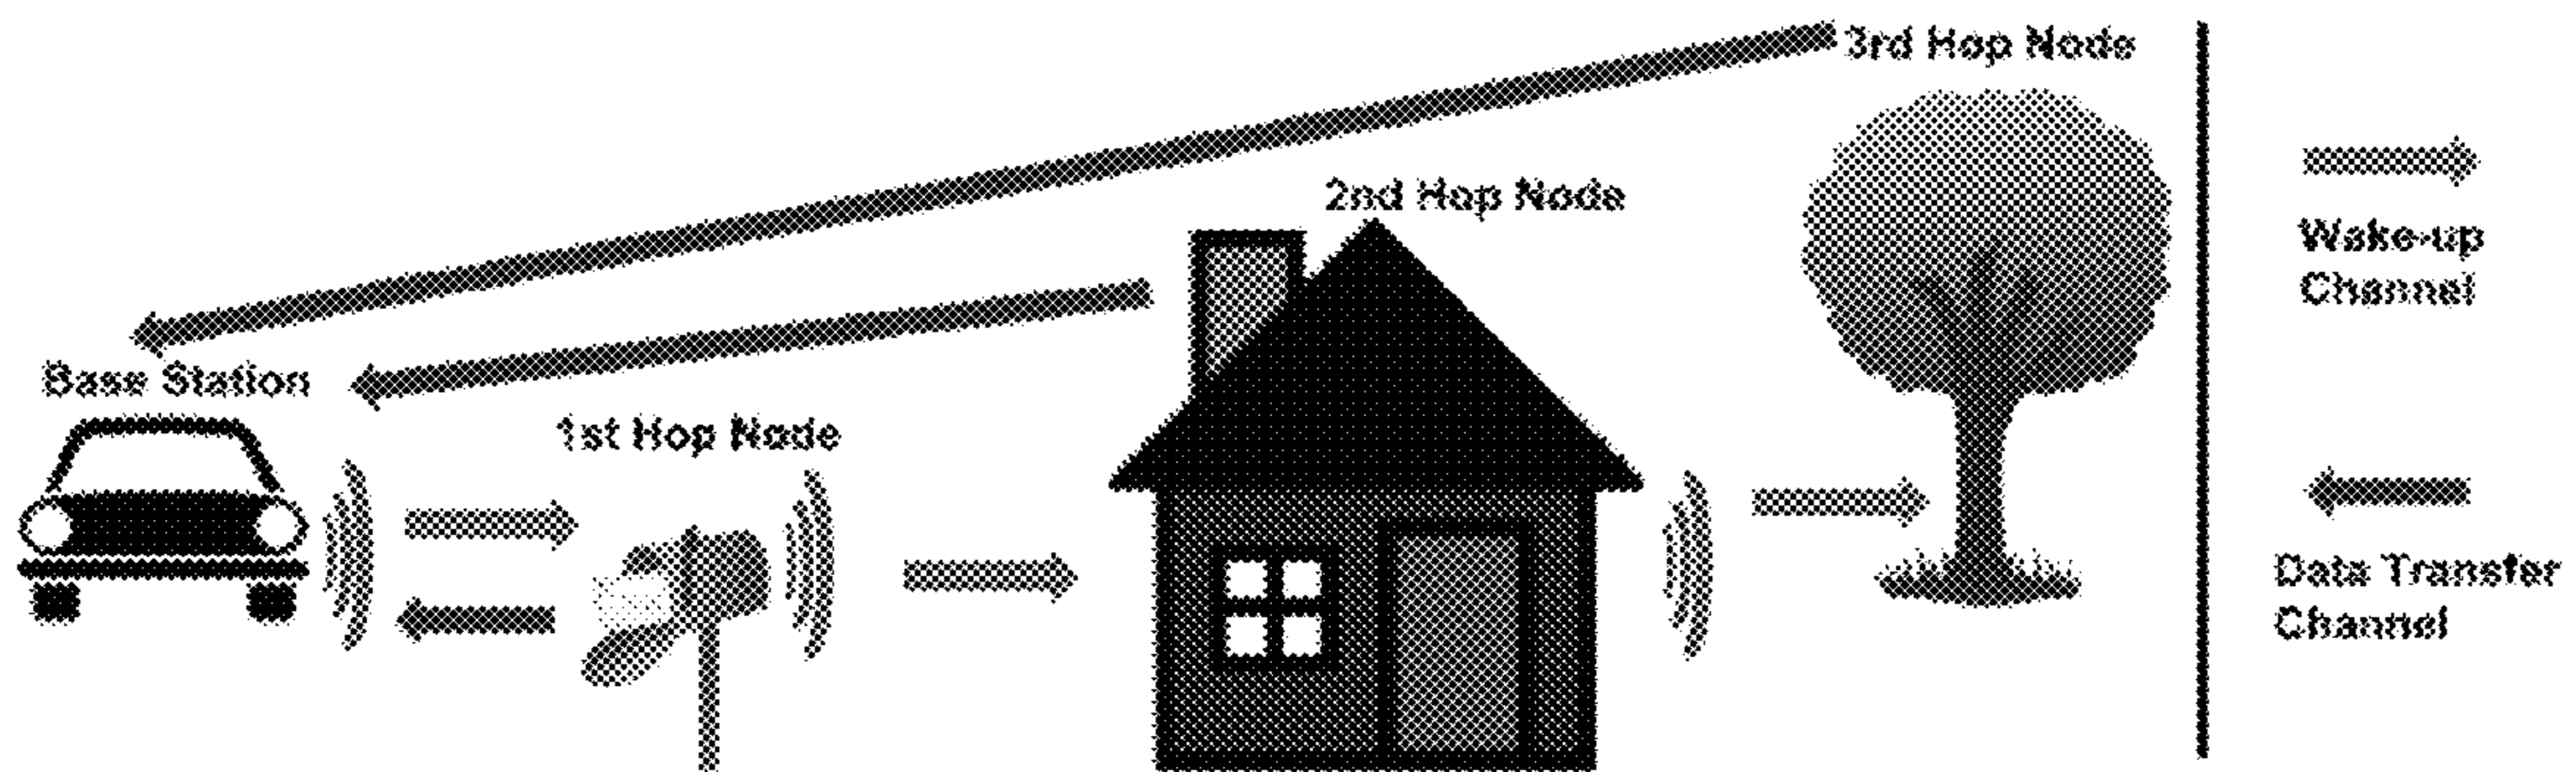 3rd Hop Node
2nd Hop Node
Base Station
1st Hop Node
Wake-up
Channel
Data Transfer
Channel